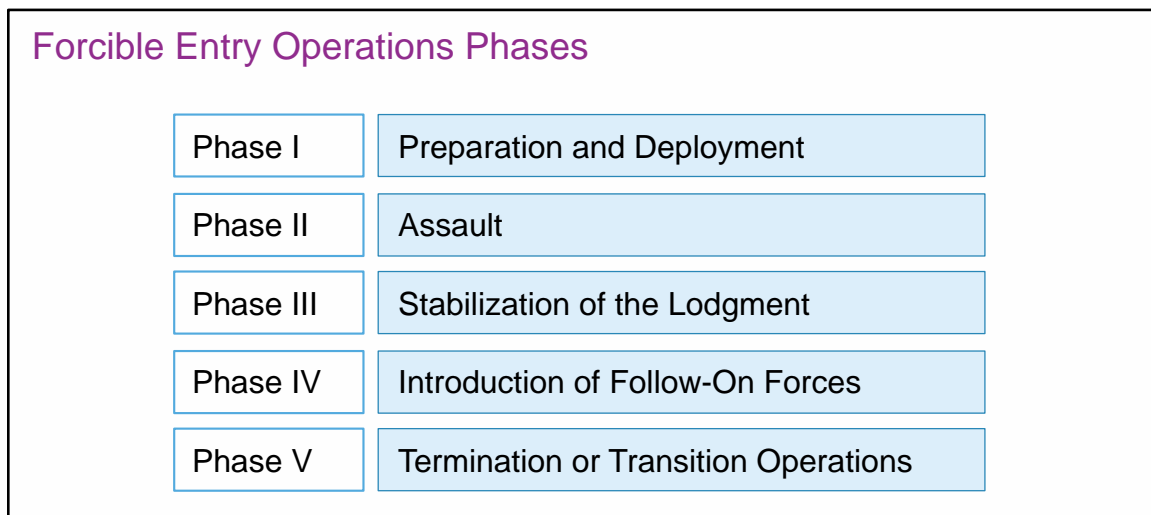 Forcible Entry Operations Phases
Phase I Preparation and Deployment
Phase II Assault
Phase III Stabilization of the Lodgment
Phase IV Introduction of Follow-On Forces
Phase V Termination or Transition Operations